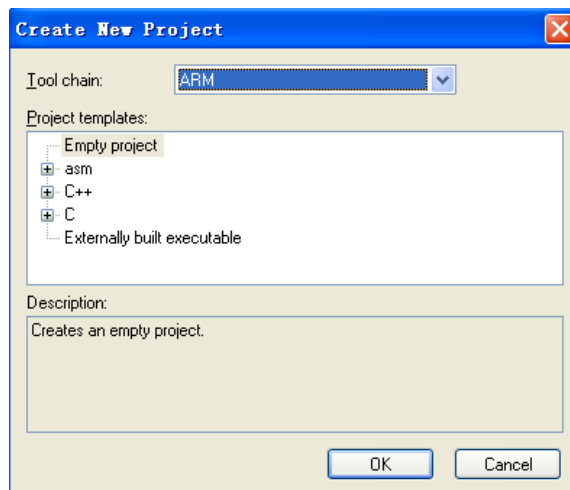 Create New Project
Tool chain: ARM
Project templates:
Empty project
asm
C++
C
Externally built executable
Description:
Creates an empty project.
OK Cancel